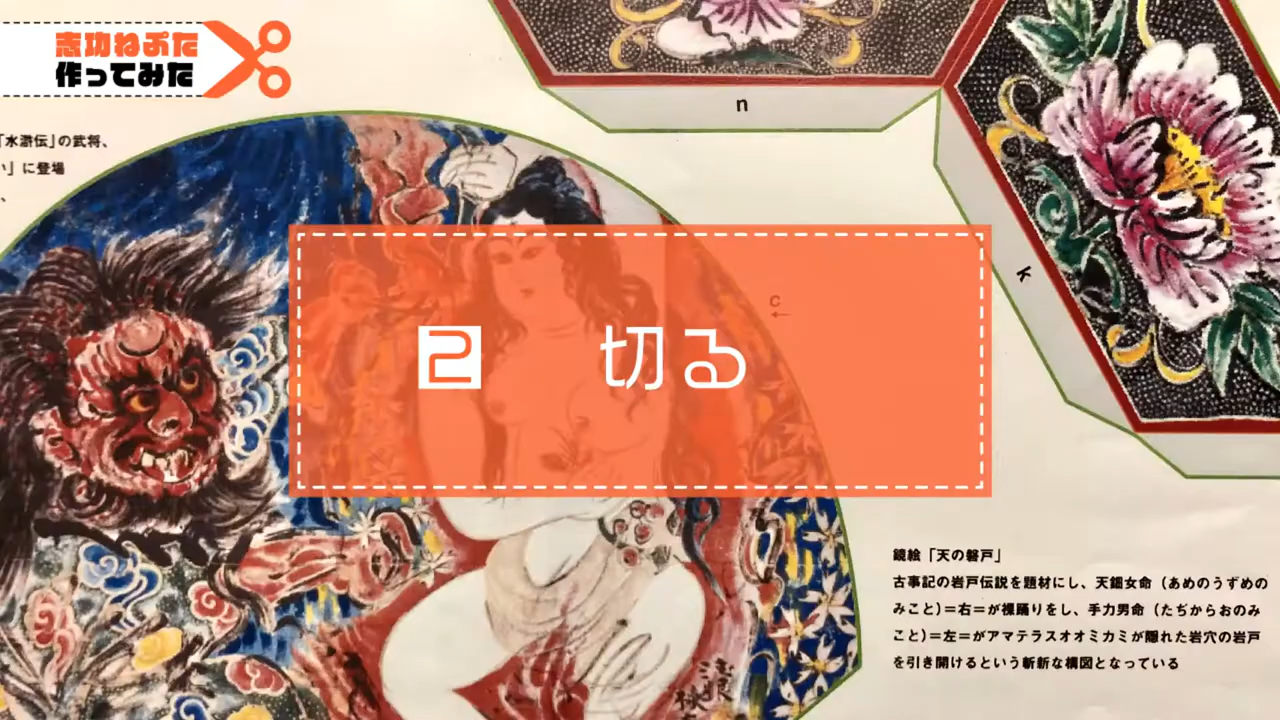 志功ねぷた
作ってみた
「水滸伝」の武将、
い」に登場
、
n
k
c
2 切る
鏡絵「天の磐戸」
古事記の岩戸伝説を題材にし、天鈿女命（あめのうずめの
みこと）＝右＝が裸踊りをし、手力男命（たぢからおのみ
こと）＝左＝がアマテラスオオミカミが隠れた岩穴の岩戸
を引き開けるという斬新な構図となっている